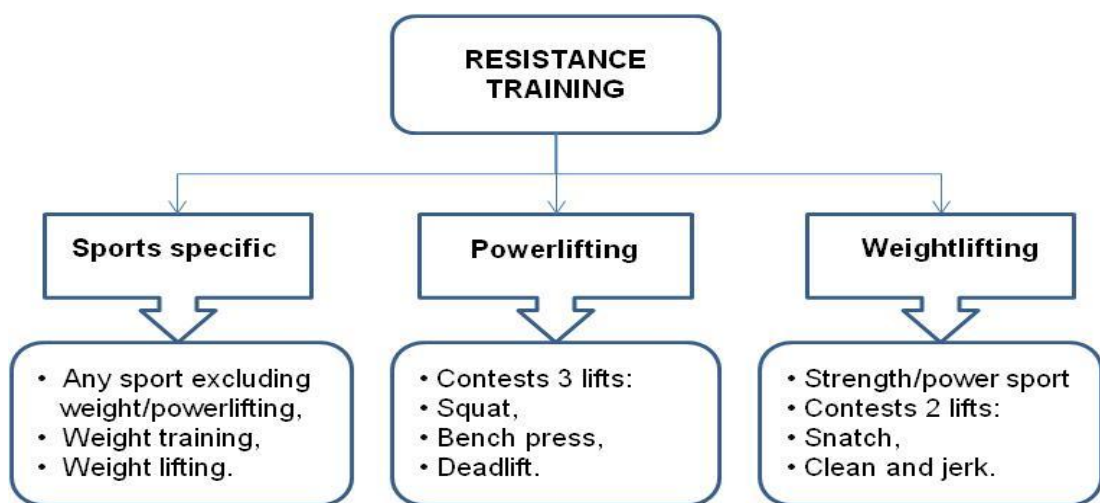 RESISTANCE
TRAINING
Sports specific
• Any sport excluding
weight/powerlifting,
• Weight training,
• Weight lifting.
Powerlifting
• Contests 3 lifts:
• Squat,
• Bench press,
• Deadlift.
Weightlifting
• Strength/power sport
• Contests 2 lifts:
• Snatch,
• Clean and jerk.